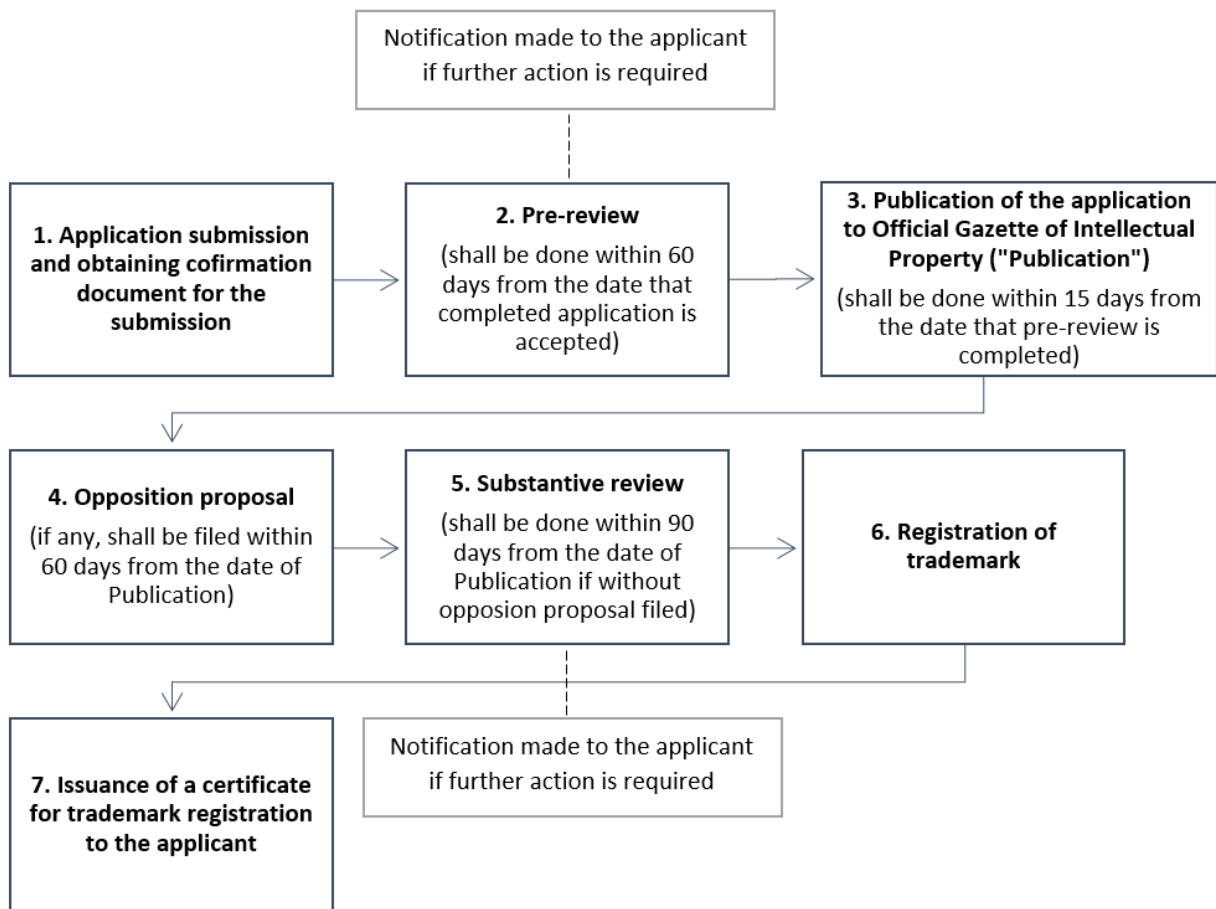 Notification made to the applicant
if further action is required
1. Application submission
and obtaining cofirmation
document for the
submission
2. Pre-review
(shall be done within 60
days from the date that
completed application is
accepted)
3. Publication of the application
to Official Gazette of Intellectual
Property ("Publication")
(shall be done within 15 days from
the date that pre-review is
completed)
4. Opposition proposal
(if any, shall be filed within
60 days from the date of
Publication)
5. Substantive review
(shall be done within 90
days from the date of
Publication if without
opposion proposal filed)
6. Registration of
trademark
7. Issuance of a certificate
for trademark registration
to the applicant
Notification made to the applicant
if further action is required